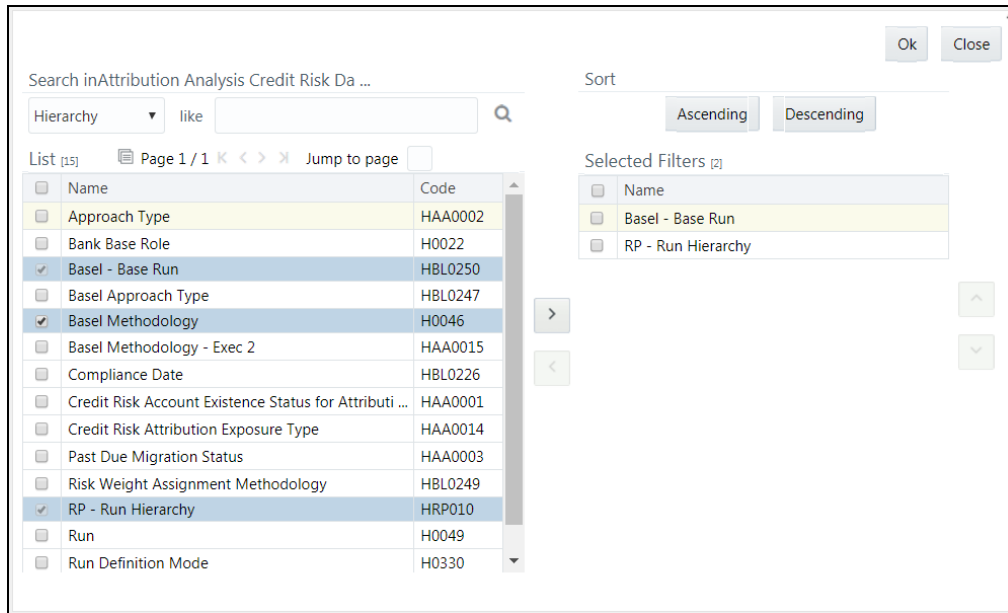 Ok Close
Search inAttribution Analysis Credit Risk Da ...
Hierarchy like
List [15] Page 1 / 1 Jump to page
Name Code
Approach Type HAA0002
Bank Base Role H0022
Basel - Base Run HBL0250
Basel Approach Type HBL0247
Basel Methodology H0046
Basel Methodology - Exec 2 HAA0015
Compliance Date HBL0226
Credit Risk Account Existence Status for Attributi ... HAA0001
Credit Risk Attribution Exposure Type HAA0014
Past Due Migration Status HAA0003
Risk Weight Assignment Methodology HBL0249
RP - Run Hierarchy HRP010
Run H0049
Run Definition Mode H0330
Sort
Ascending Descending
Selected Filters [2]
Name
Basel - Base Run
RP - Run Hierarchy